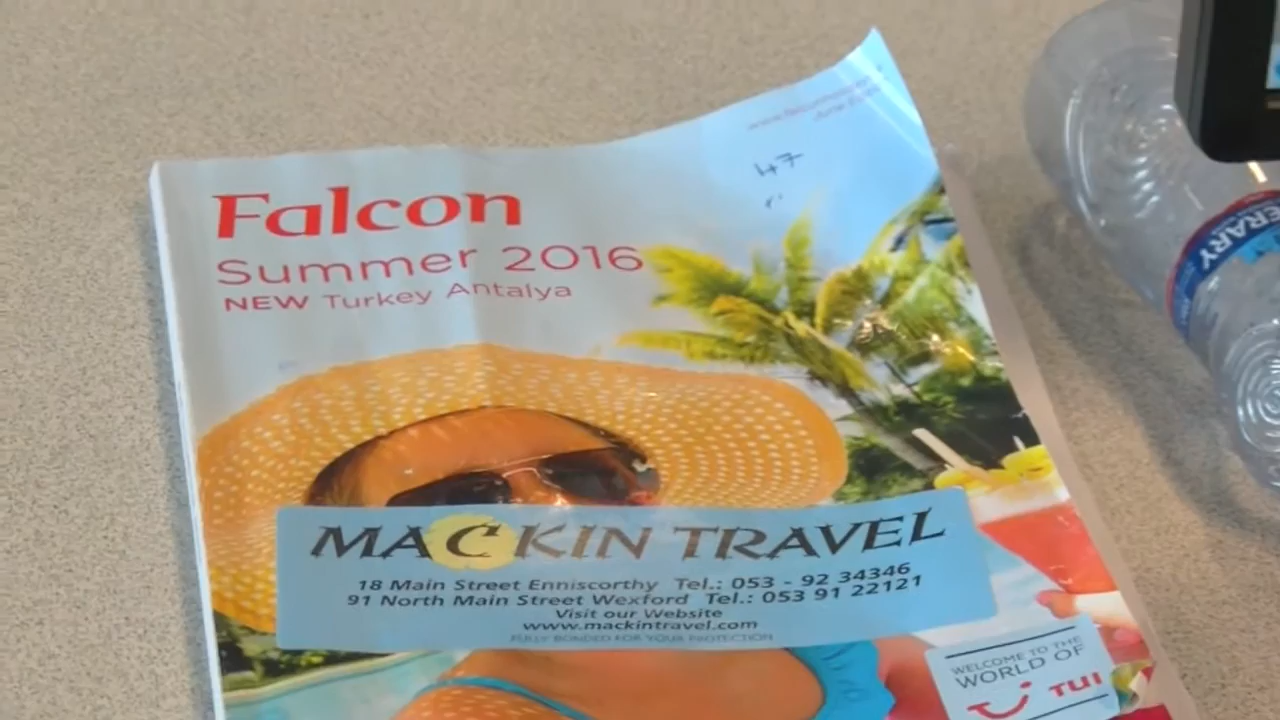 47
Falcon
Summer 2016
NEW Turkey Antalya
MACKIN TRAVEL
18 Main Street Enniscorthy Tel.: 053 - 92 34346
91 North Main Street Wexford Tel.: 053 91 22121
Visit our Website
www.mackintravel.com
FULLY BONDED FOR YOUR PROTECTION
WELCOME TO THE
WORLD OF
TUI
ERARY